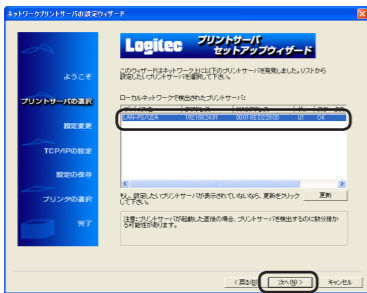 ネットワークプリントサーバの設定ウィザード
Logitec プリントサーバ
セットアップウィザード
ようこそ
プリントサーバの選択
設定変更
TCP/IPの設定
設定の保存
プリンタの選択
完了
このウィザードはネットワーク上に以下のプリントサーバを発見しました。リストから
設定したいプリントサーバを選択して下さい。
ローカルネットワークで検出されたプリントサーバ:
LAN-PS/U2A 192.168.2.491 00018ED22000 U1 OK
もし、設定したいプリントサーバが表示されていないなら、更新をクリック
して下さい。
更新
注意:プリントサーバが起動した直後の場合、プリントサーバを検出するのに数分掛か
る可能性があります。
< 戻る(B)
次へ(N) >
キャンセル